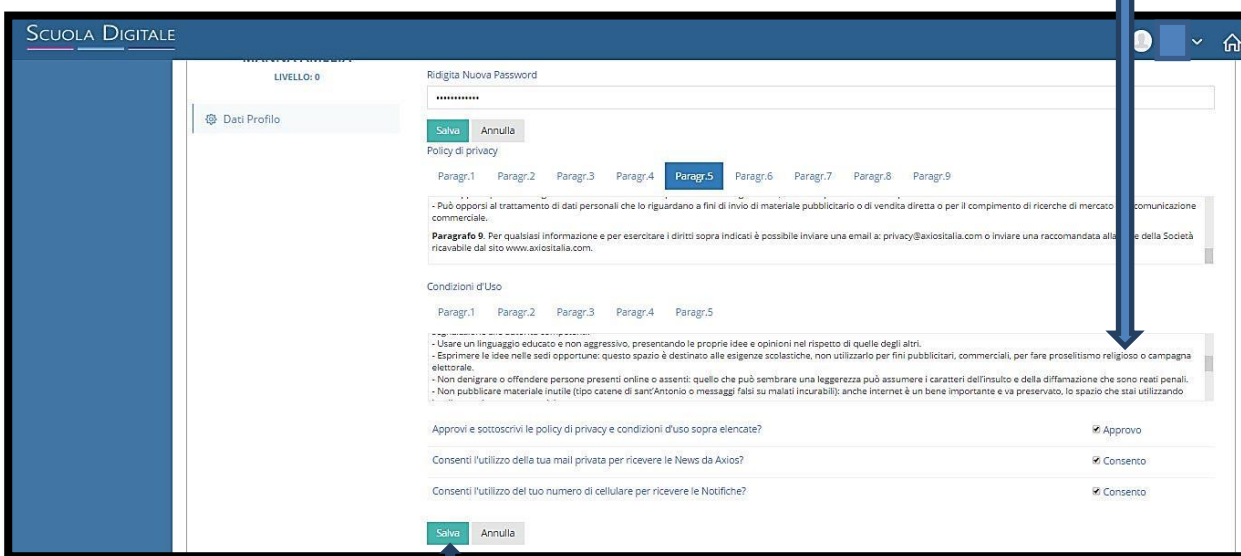 SCUOLA DIGITALE
LIVELLO: 0
Dati Profilo
Ridigita Nuova Password
Salva Annulla
Policy di privacy
Paragr.1 Paragr.2 Paragr.3 Paragr.4 Paragr.5 Paragr.6 Paragr.7 Paragr.8 Paragr.9
- Può opporsi al trattamento di dati personali che lo riguardano a fini di invio di materiale pubblicitario o di vendita diretta o per il compimento di ricerche di mercato comunicazione
commerciale.
Paragrafo 9. Per qualsiasi informazione e per esercitare i diritti sopra indicati è possibile inviare una email a: privacy@axiositalia.com o inviare una raccomandata della Società
ricavabile dal sito www.axiositalia.com.
Condizioni d'Uso
Paragr.1 Paragr.2 Paragr.3 Paragr.4 Paragr.5
- Usare un linguaggio educato e non aggressivo, presentando le proprie idee e opinioni nel rispetto di quelle degli altri.
- Esprimere le idee nelle sedi opportune: questo spazio è destinato alle esigenze scolastiche, non utilizzarlo per fini pubblicitari, commerciali, per fare proselitismo religioso o campagna
elettorale.
- Non denigrare o offendere persone presenti online o assenti: quello che può sembrare una leggerezza può assumere i caratteri dell'insulto e della diffamazione che sono reati penali.
- Non pubblicare materiale inutile (tipo catene di sant'Antonio o messaggi falsi su malati incurabili): anche internet è un bene importante e va preservato, lo spazio che stai utilizzando
Approvi e sottoscrivi le policy di privacy e condizioni d'uso sopra elencate? Approvo
Consenti l'utilizzo della tua mail privata per ricevere le News da Axios? Consento
Consenti l'utilizzo del tuo numero di cellulare per ricevere le Notifiche? Consento
Salva Annulla